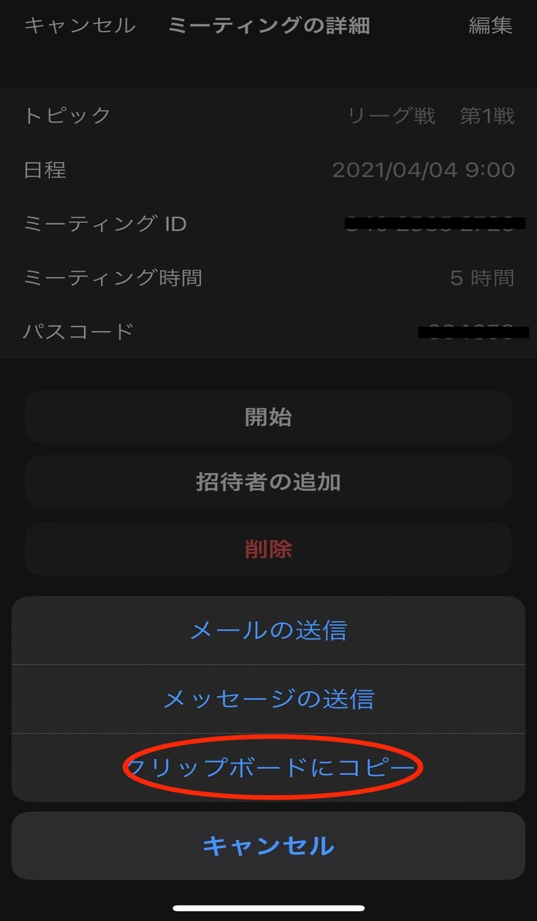 キャンセル ミーティングの詳細 編集
トピック リーグ戦　第1戦
日程 2021/04/04 9:00
ミーティング ID
ミーティング時間 5 時間
パスコード
開始
招待者の追加
削除
メールの送信
メッセージの送信
クリップボードにコピー
キャンセル